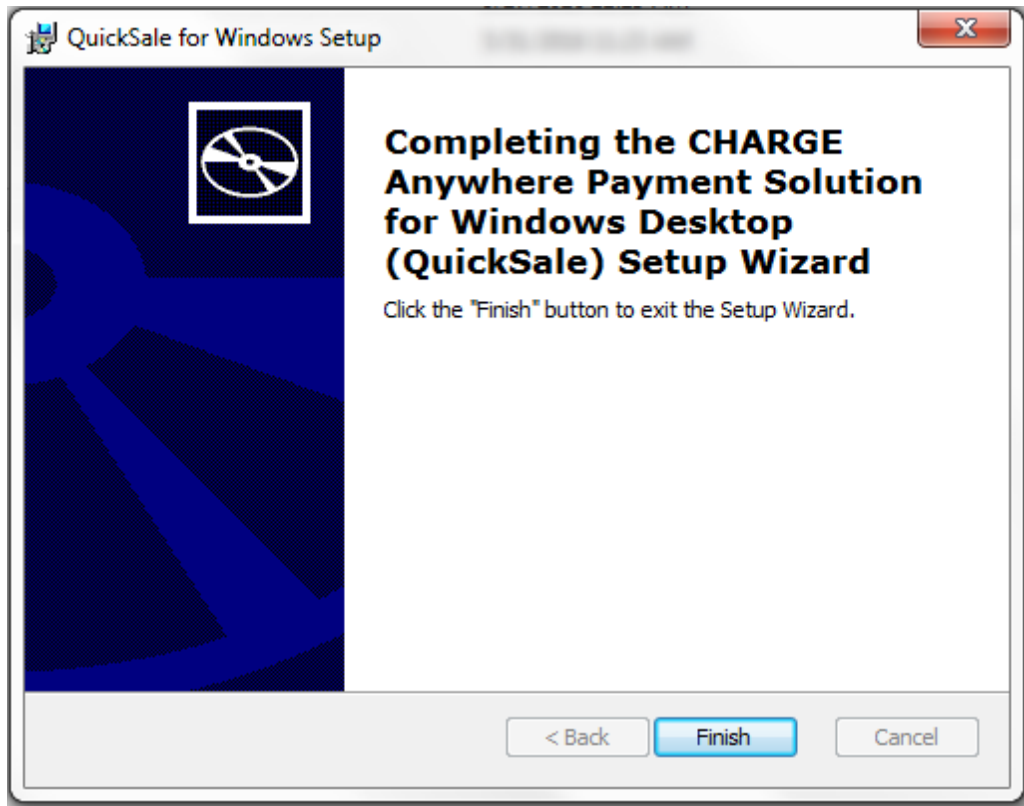 QuickSale for Windows Setup
Completing the CHARGE
Anywhere Payment Solution
for Windows Desktop
(QuickSale) Setup Wizard
Click the "Finish" button to exit the Setup Wizard.
< Back
Finish
Cancel